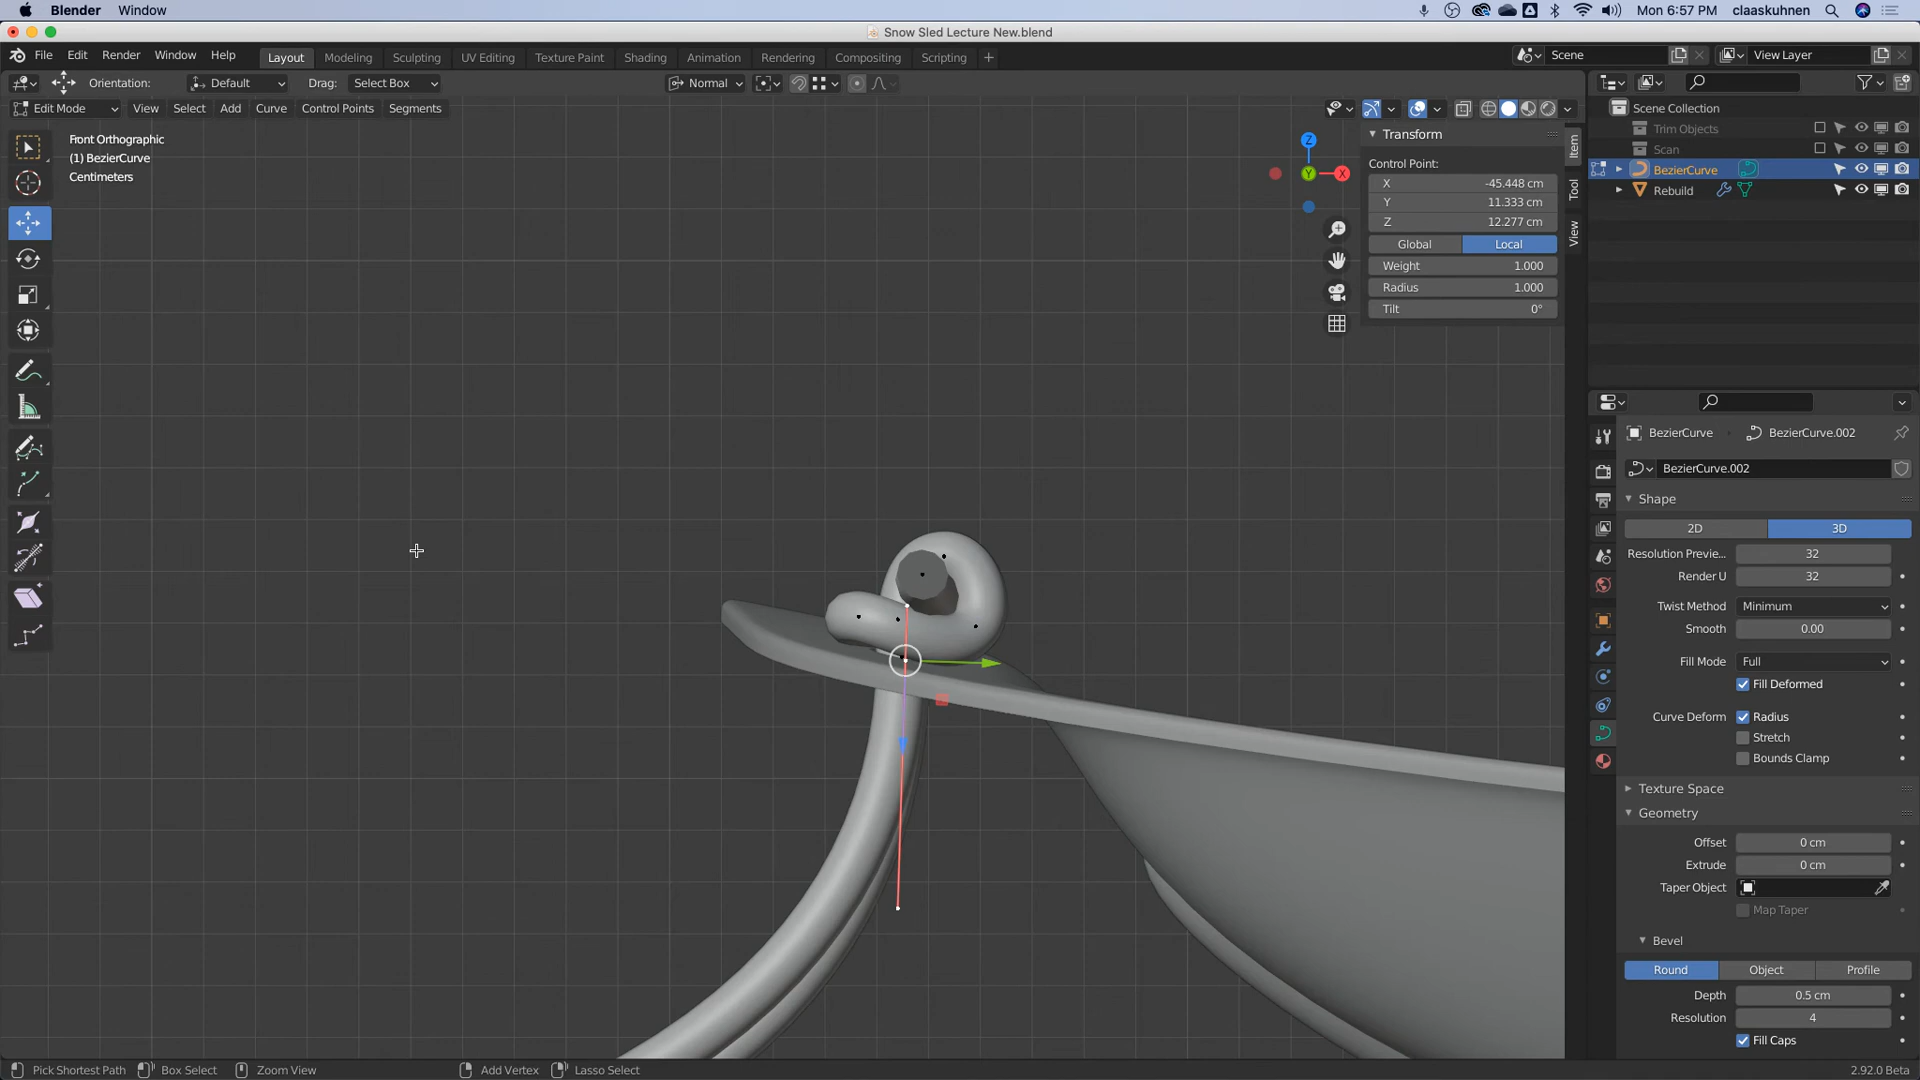 Blender Window Mon 6:57 PM claaskuhnen
Snow Sled Lecture New.blend
File Edit Render Window Help Layout Modeling Sculpting UV Editing Texture Paint Shading Animation Rendering Compositing Scripting + Scene View Layer
Orientation: Default Drag: Select Box Normal
Edit Mode View Select Add Curve Control Points Segments
Front Orthographic
(1) BezierCurve
Centimeters
Z
Y
X
Transform
Control Point:
X -45.448 cm
Y 11.333 cm
Z 12.277 cm
Global Local
Weight 1.000
Radius 1.000
Tilt 0°
Item
Tool
View
Scene Collection
Trim Objects
Scan
BezierCurve
Rebuild
BezierCurve BezierCurve.002
BezierCurve.002
Shape
2D 3D
Resolution Previe... 32
Render U 32
Twist Method Minimum
Smooth 0.00
Fill Mode Full
Fill Deformed
Curve Deform Radius
Stretch
Bounds Clamp
Texture Space
Geometry
Offset 0 cm
Extrude 0 cm
Taper Object
Map Taper
Bevel
Round Object Profile
Depth 0.5 cm
Resolution 4
Fill Caps
Pick Shortest Path Box Select Zoom View Add Vertex Lasso Select 2.92.0 Beta